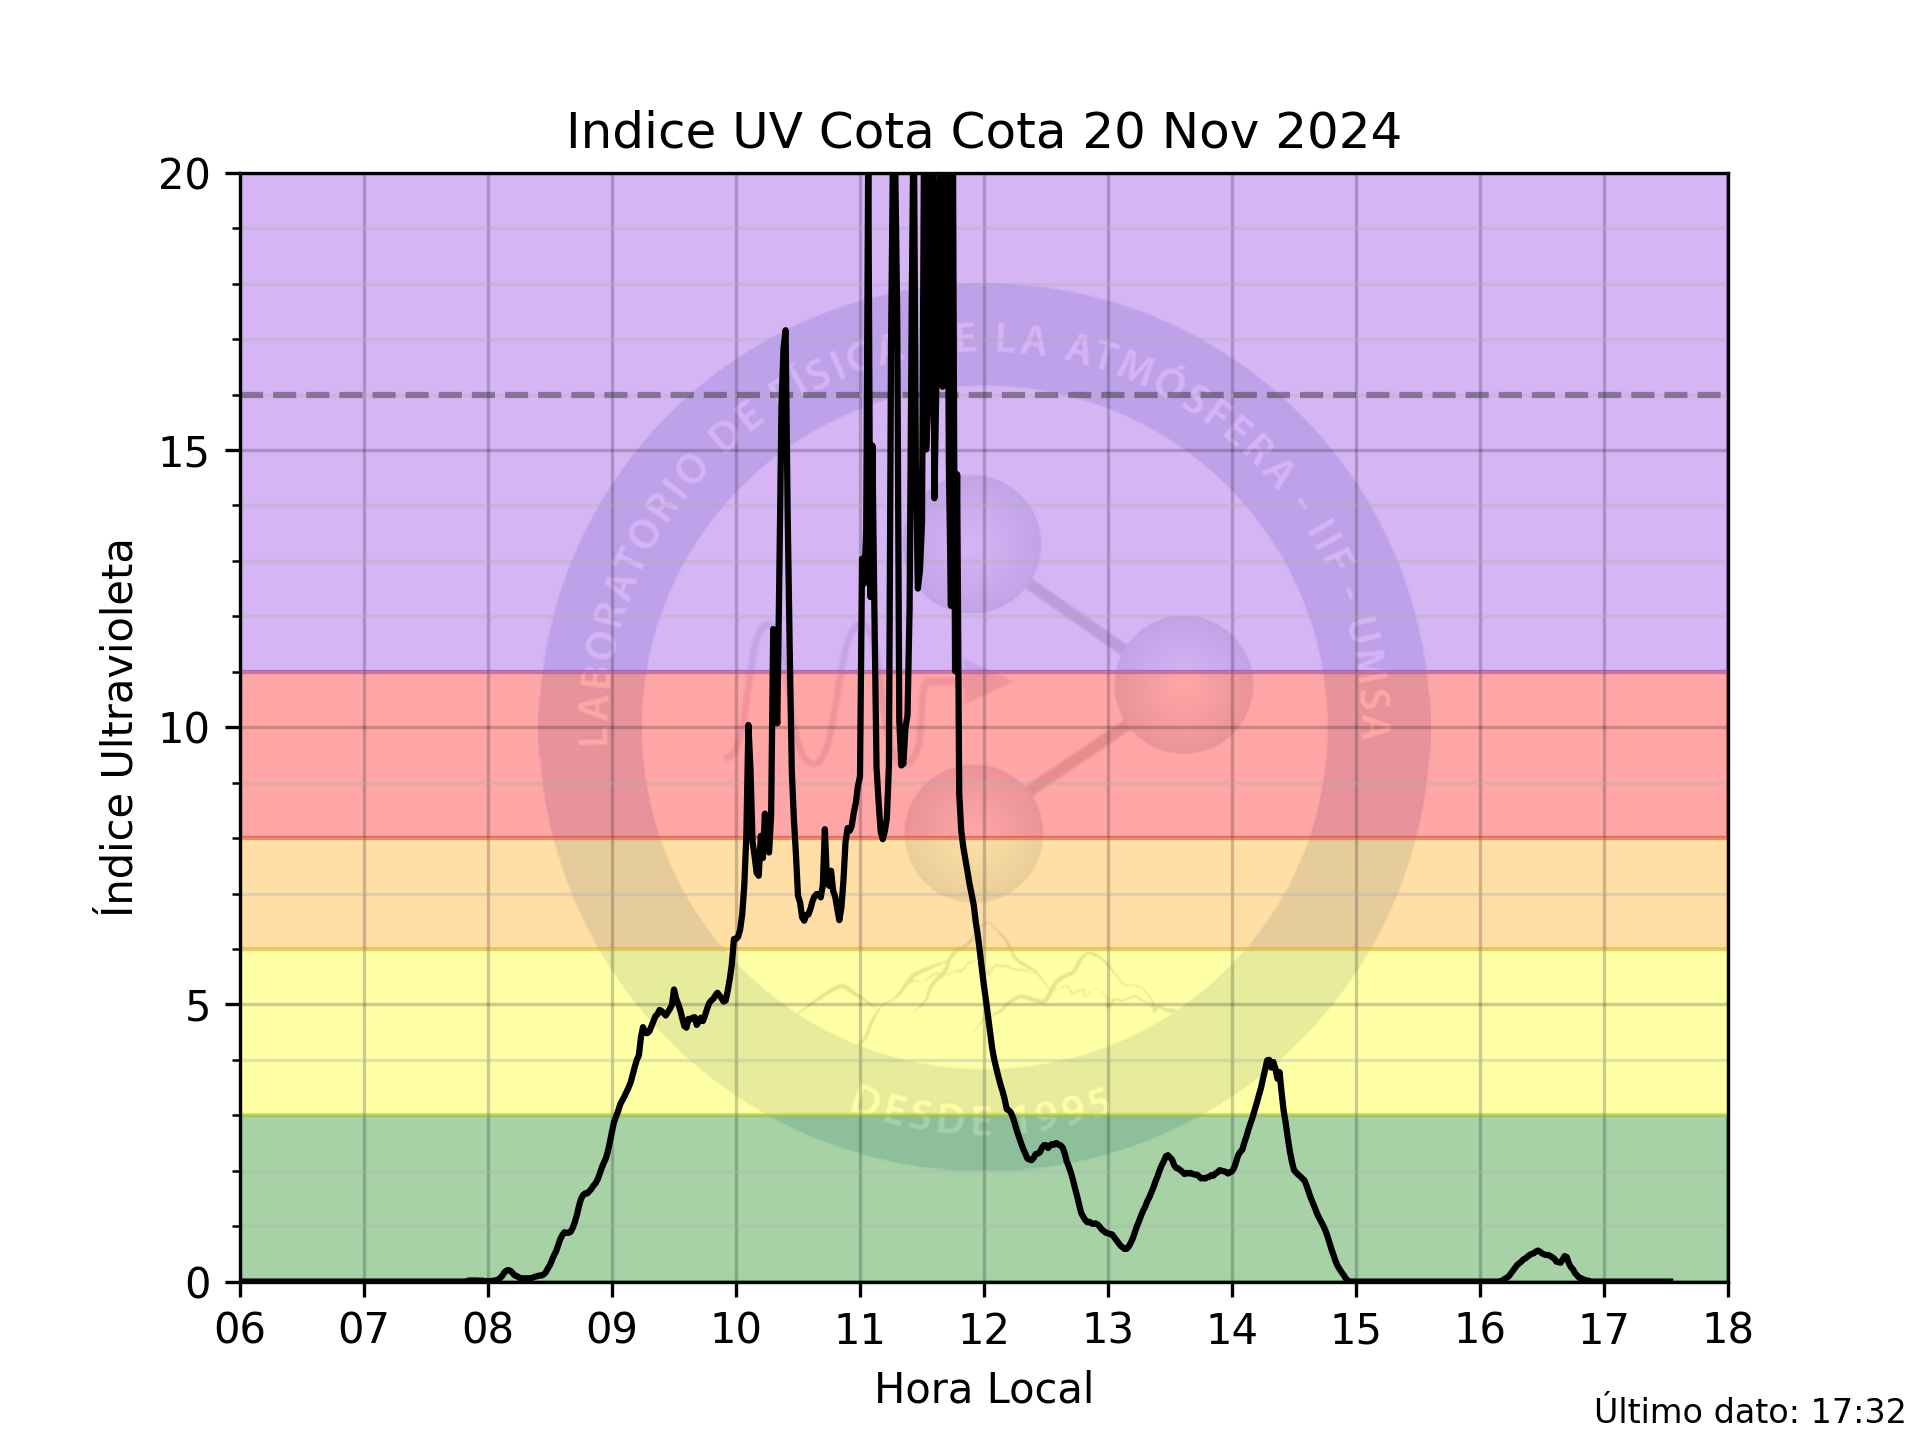 Indice UV Cota Cota 20 Nov 2024
20
15
10
5
0
Índice Ultravioleta
LABORATORIO DE FÍSICA DE LA ATMÓSFERA - IIF - UMSA
DESDE 1995
06 07 08 09 10 11 12 13 14 15 16 17 18
Hora Local
Último dato: 17:32